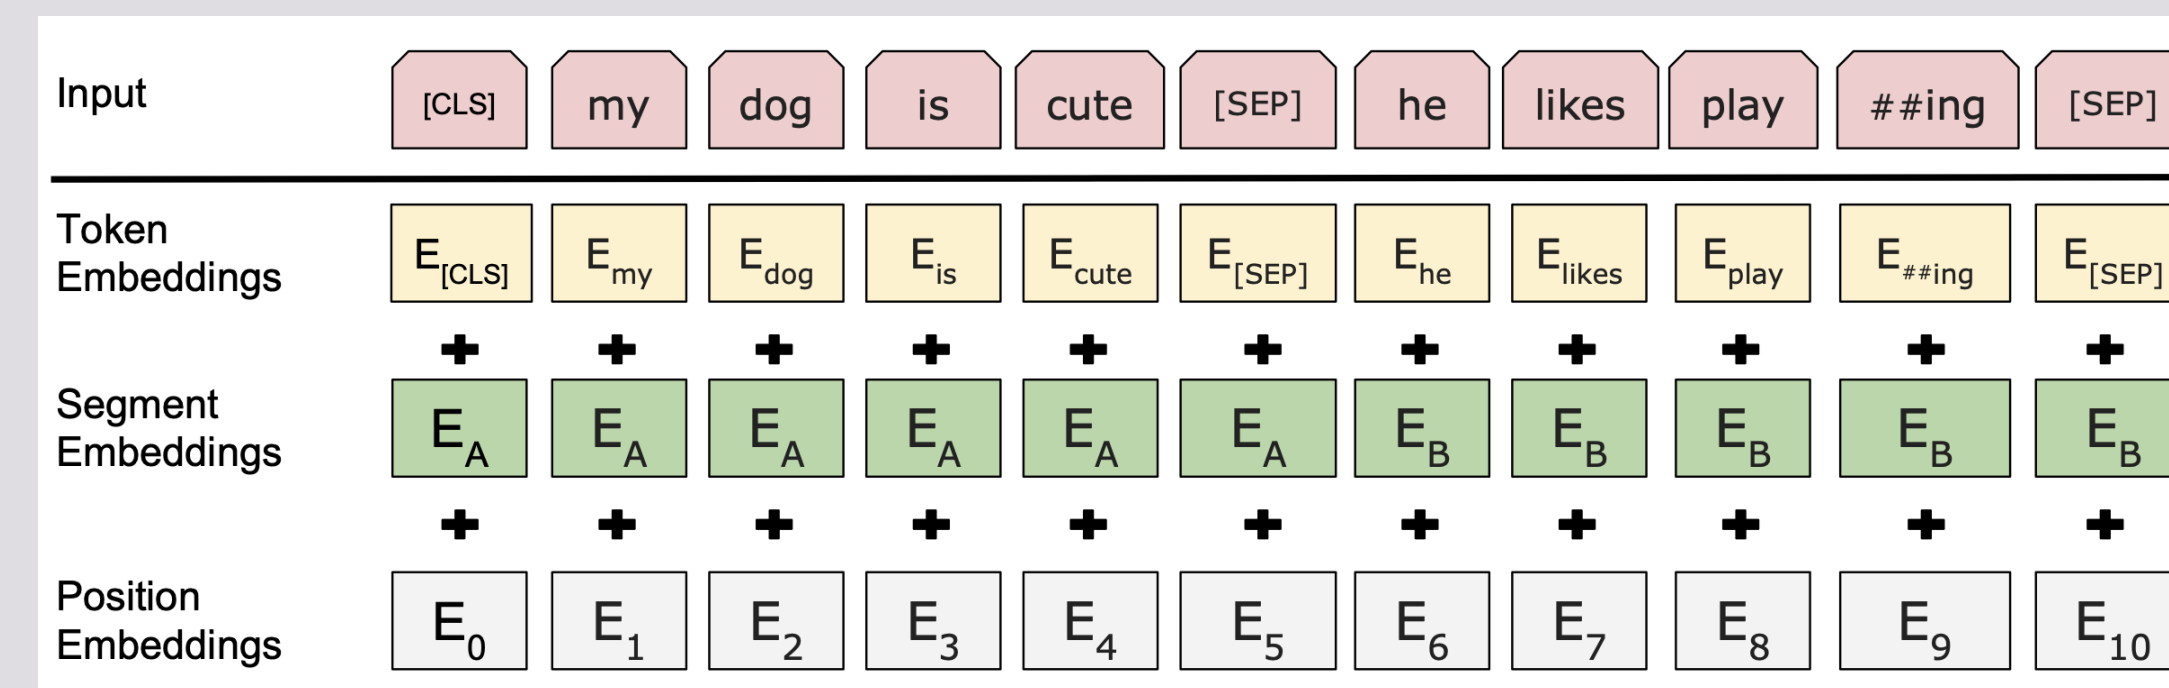 Input [CLS] my dog is cute [SEP] he likes play ##ing [SEP]
Token Embeddings E[CLS] Emy Edog Eis Ecute E[SEP] Ehe Elikes Eplay E##ing E[SEP]
+ + + + + + + + + + +
Segment Embeddings EA EA EA EA EA EA EB EB EB EB EB
+ + + + + + + + + + +
Position Embeddings E0 E1 E2 E3 E4 E5 E6 E7 E8 E9 E10